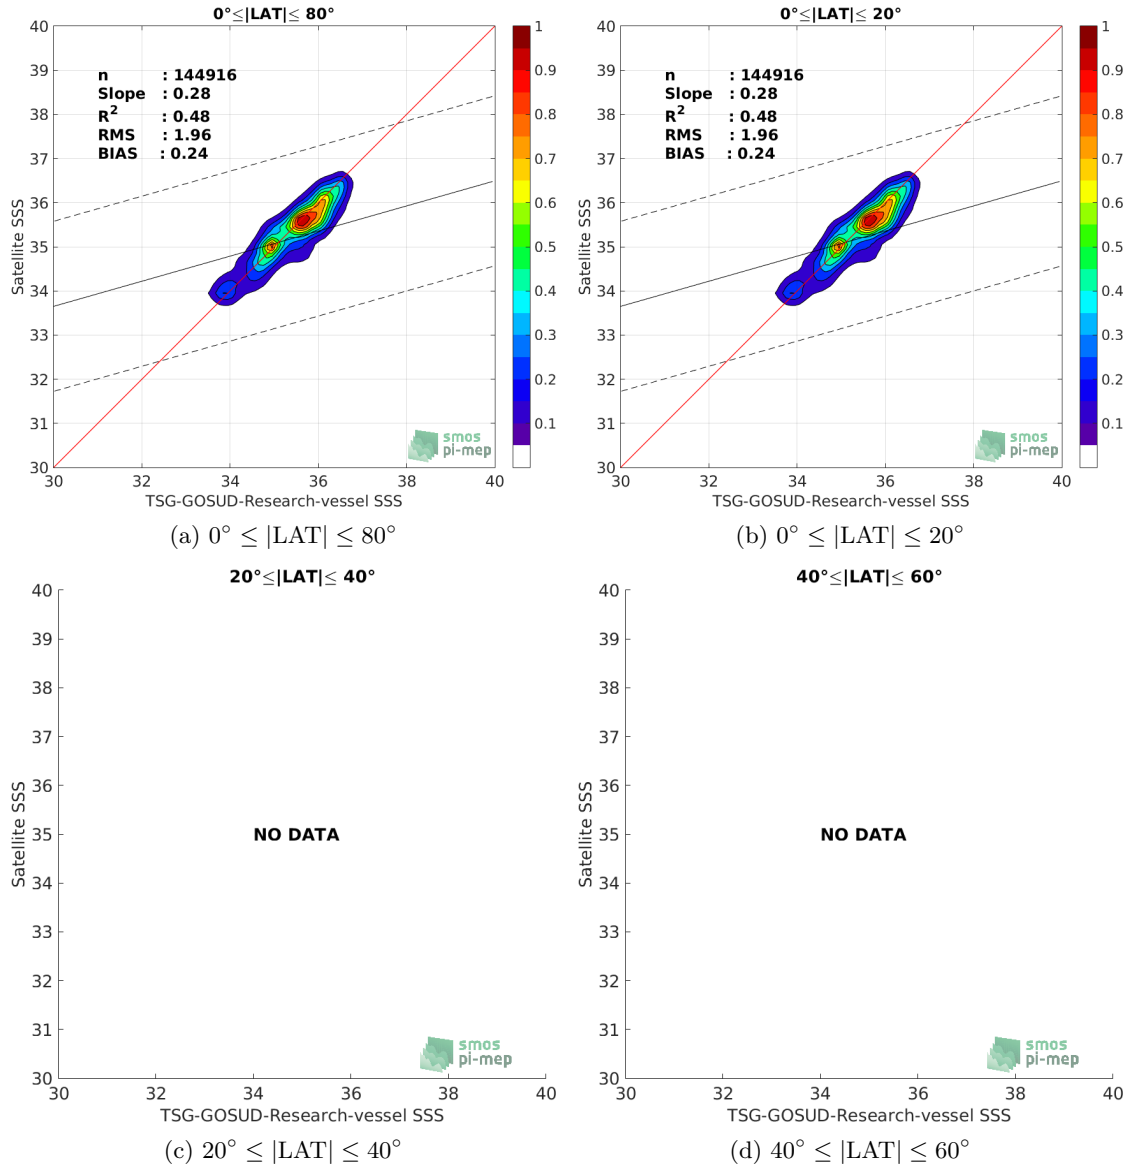 0°≤|LAT|≤ 80°
40
39
38
37
36
35
34
33
32
31
30
Satellite SSS
n : 144916
Slope : 0.28
R² : 0.48
RMS : 1.96
BIAS : 0.24
smos
pi-mep
30 32 34 36 38 40
TSG-GOSUD-Research-vessel SSS
1
0.9
0.8
0.7
0.6
0.5
0.4
0.3
0.2
0.1
(a) 0° ≤ |LAT| ≤ 80°
0°≤|LAT|≤ 20°
40
39
38
37
36
35
34
33
32
31
30
Satellite SSS
n : 144916
Slope : 0.28
R² : 0.48
RMS : 1.96
BIAS : 0.24
smos
pi-mep
30 32 34 36 38 40
TSG-GOSUD-Research-vessel SSS
1
0.9
0.8
0.7
0.6
0.5
0.4
0.3
0.2
0.1
(b) 0° ≤ |LAT| ≤ 20°
20°≤|LAT|≤ 40°
40
39
38
37
36
35
34
33
32
31
30
Satellite SSS
NO DATA
smos
pi-mep
30 32 34 36 38 40
TSG-GOSUD-Research-vessel SSS
(c) 20° ≤ |LAT| ≤ 40°
40°≤|LAT|≤ 60°
40
39
38
37
36
35
34
33
32
31
30
Satellite SSS
NO DATA
smos
pi-mep
30 32 34 36 38 40
TSG-GOSUD-Research-vessel SSS
(d) 40° ≤ |LAT| ≤ 60°